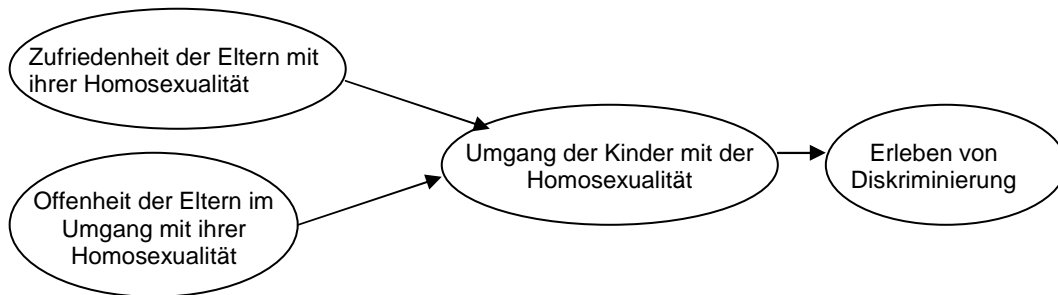 Zufriedenheit der Eltern mit
ihrer Homosexualität
Offenheit der Eltern im
Umgang mit ihrer
Homosexualität
Umgang der Kinder mit der
Homosexualität
Erleben von
Diskriminierung